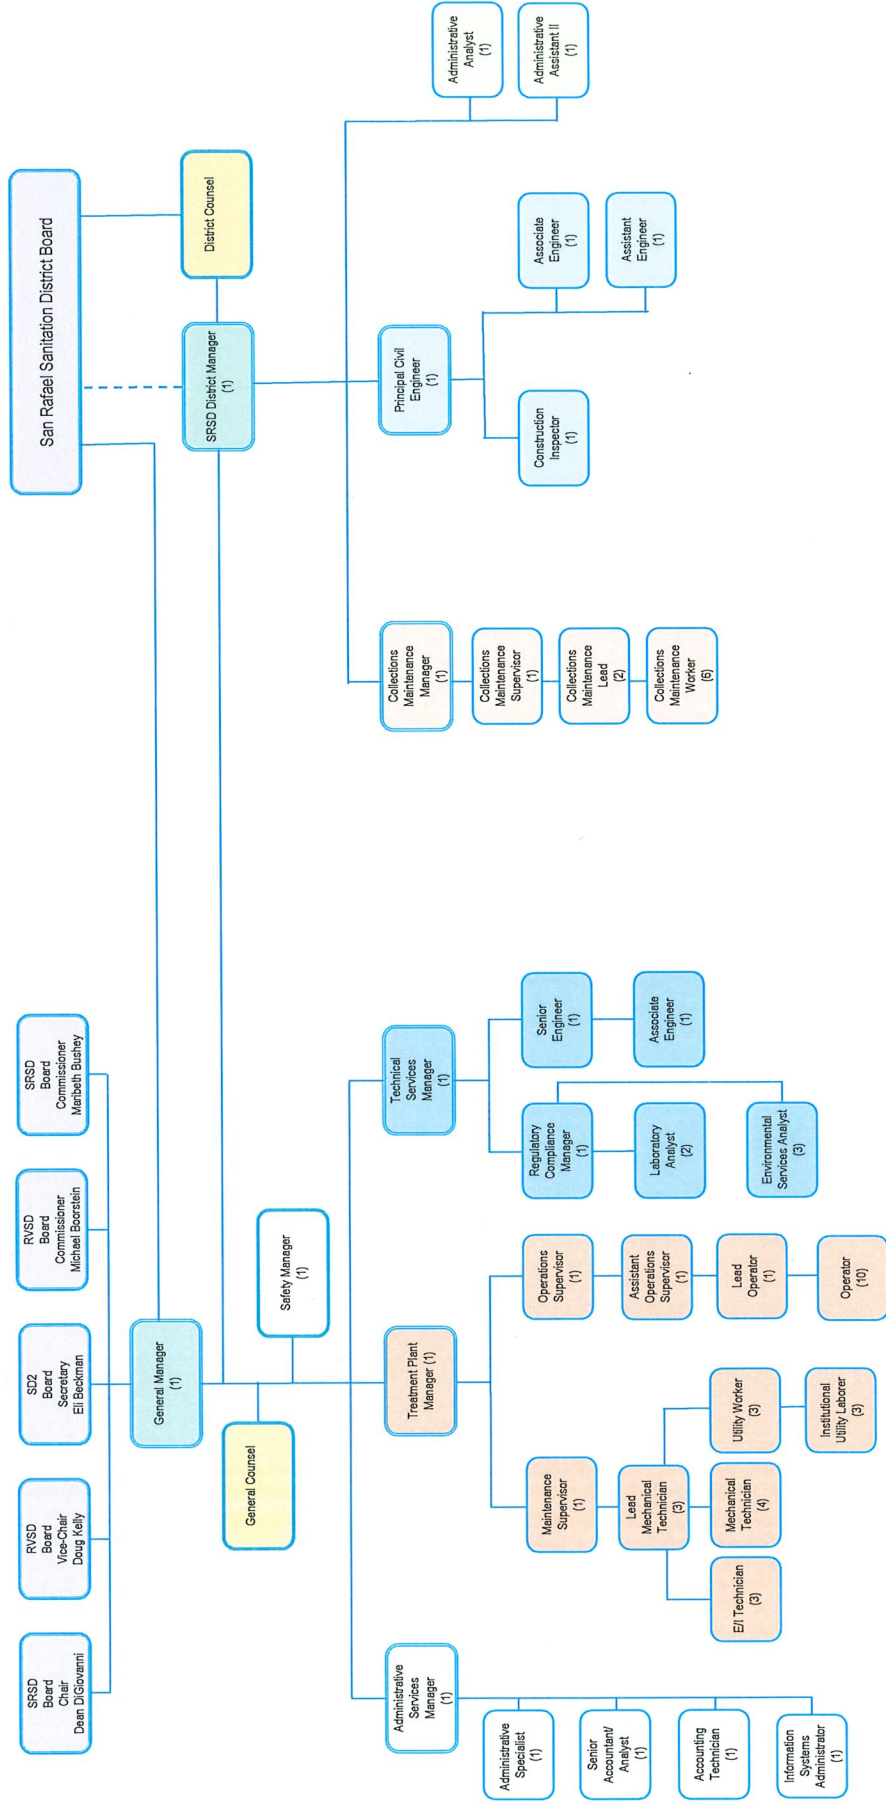 SRSD
Board
Chair
Dean DiGiovanni
RVSD
Board
Vice-Chair
Doug Kelly
SD2
Board
Secretary
Eli Beckman
RVSD
Board
Commissioner
Michael Boorstein
SRSD
Board
Commissioner
Maribeth Bushey
San Rafael Sanitation District Board
General Manager
(1)
SRSD District Manager
(1)
District Counsel
General Counsel
Safety Manager
(1)
Administrative
Services
Manager
(1)
Administrative
Specialist
(1)
Senior
Accountant/
Analyst
(1)
Accounting
Technician
(1)
Information
Systems
Administrator
(1)
Treatment Plant
Manager (1)
Maintenance
Supervisor
(1)
Lead
Mechanical
Technician
(3)
E/I Technician
(3)
Mechanical
Technician
(4)
Utility Worker
(3)
Institutional
Utility Laborer
(3)
Operations
Supervisor
(1)
Assistant
Operations
Supervisor
(1)
Lead
Operator
(1)
Operator
(10)
Technical
Services
Manager
(1)
Regulatory
Compliance
Manager
(1)
Laboratory
Analyst
(2)
Environmental
Services Analyst
(3)
Senior
Engineer
(1)
Associate
Engineer
(1)
Collections
Maintenance
Manager
(1)
Collections
Maintenance
Supervisor
(1)
Collections
Maintenance
Lead
(2)
Collections
Maintenance
Worker
(6)
Principal Civil
Engineer
(1)
Construction
Inspector
(1)
Associate
Engineer
(1)
Assistant
Engineer
(1)
Administrative
Analyst
(1)
Administrative
Assistant II
(1)